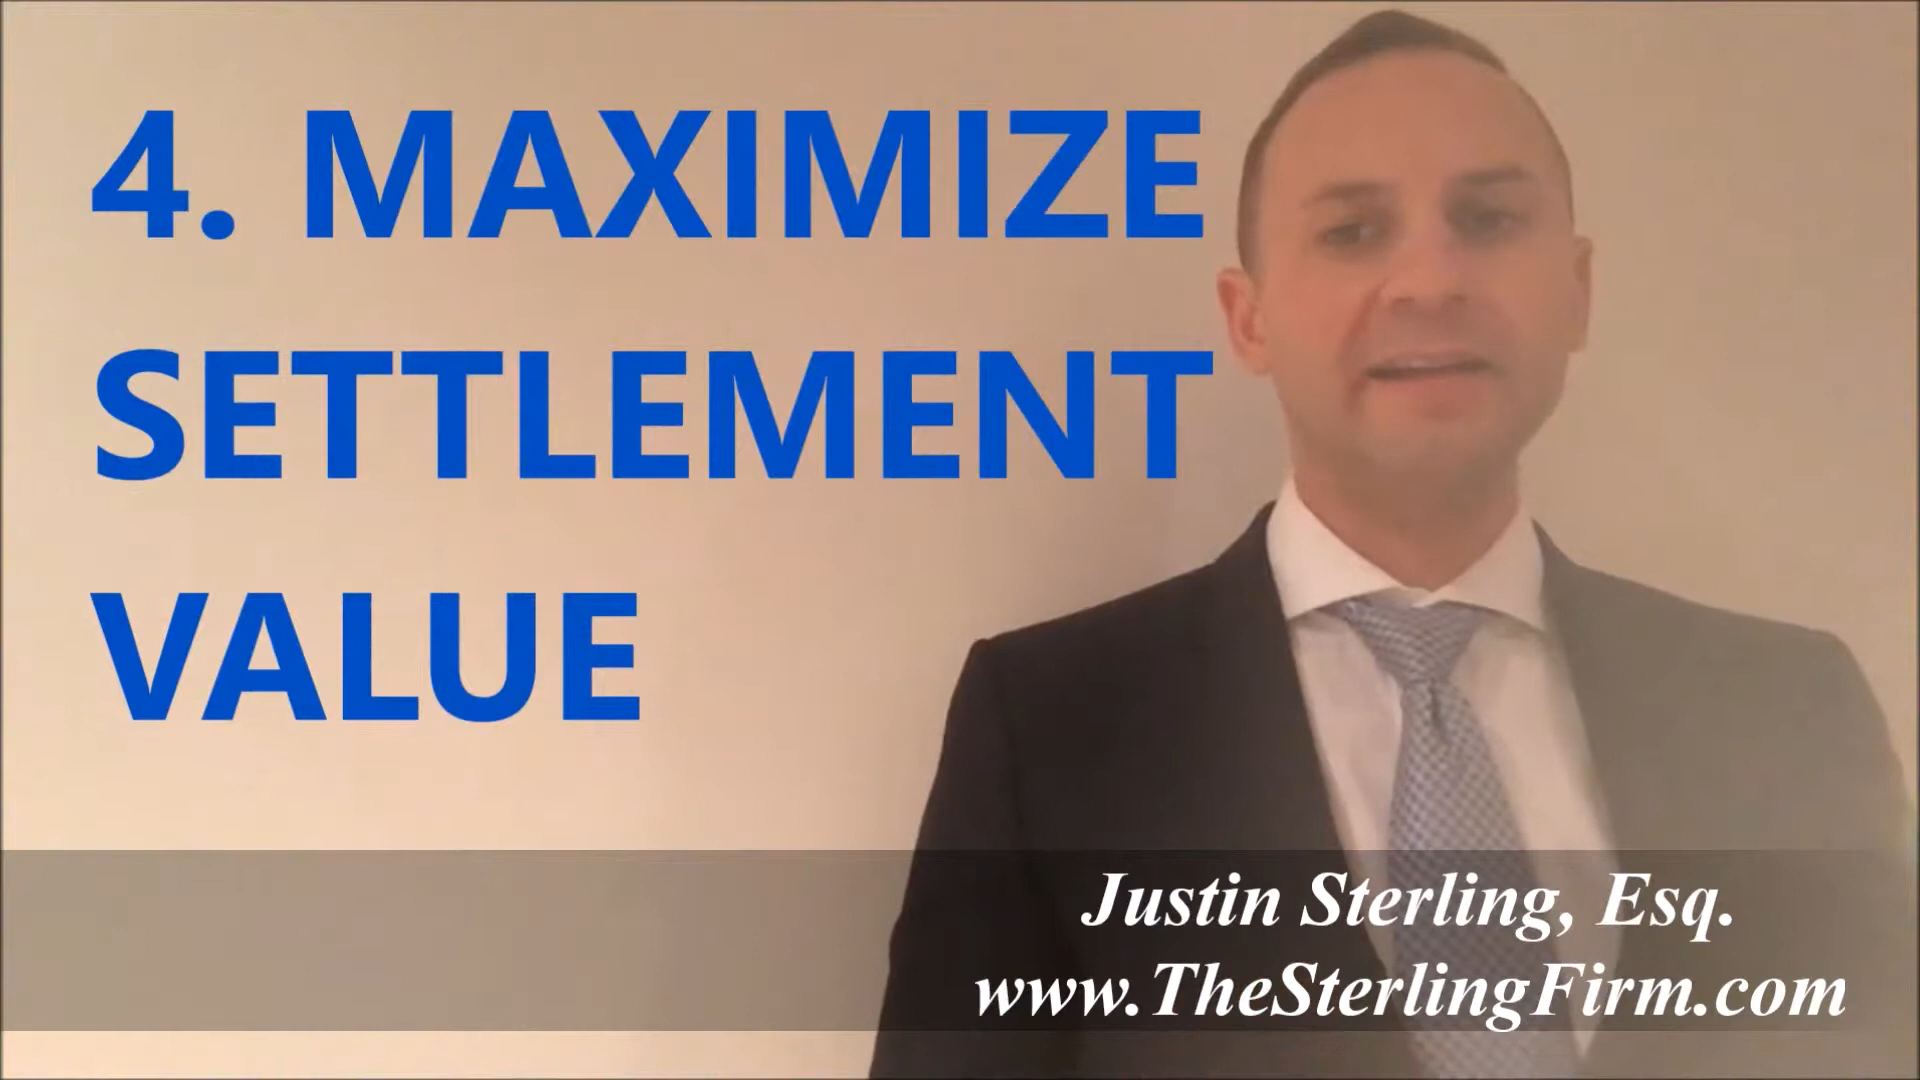 4. MAXIMIZE
SETTLEMENT
VALUE
Justin Sterling, Esq.
www.TheSterlingFirm.com